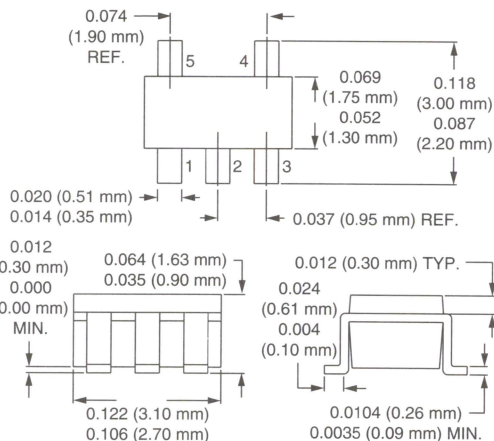 0.074
(1.90 mm)
REF.
5
4
0.069
(1.75 mm)
0.052
(1.30 mm)
0.118
(3.00 mm)
0.087
(2.20 mm)
1
2
3
0.020 (0.51 mm)
0.014 (0.35 mm)
0.037 (0.95 mm) REF.
0.012
0.30 mm)
0.000
0.00 mm)
MIN.
0.064 (1.63 mm)
0.035 (0.90 mm)
0.122 (3.10 mm)
0.106 (2.70 mm)
0.012 (0.30 mm) TYP.
0.024
(0.61 mm)
0.004
(0.10 mm)
0.0104 (0.26 mm)
0.0035 (0.09 mm) MIN.